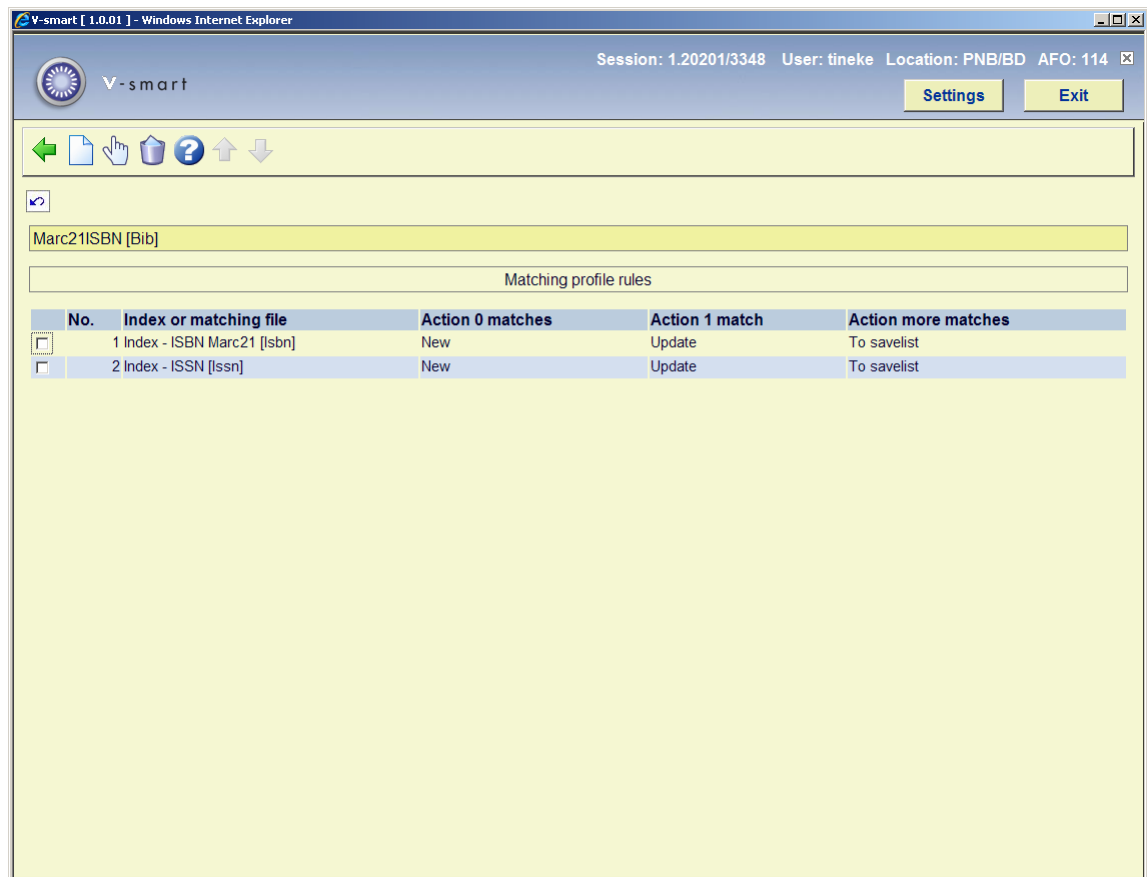 V-smart [ 1.0.01 ] - Windows Internet Explorer
Session: 1.20201/3348 User: tineke Location: PNB/BD AFO: 114
V-smart
Settings Exit
?
Marc21ISBN [Bib]
Matching profile rules
No. Index or matching file Action 0 matches Action 1 match Action more matches
1 Index - ISBN Marc21 [Isbn] New Update To savelist
2 Index - ISSN [Issn] New Update To savelist